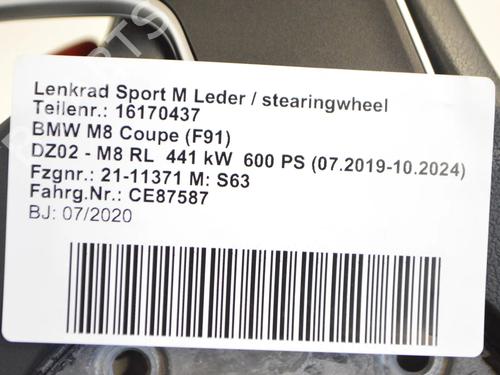 Lenkrad Sport M Leder / stearingwheel
Teilenr.: 16170437
BMW M8 Coupe (F91)
DZ02 - M8 RL 441 kW 600 PS (07.2019-10.2024)
Fzgnr.: 21-11371 M: S63
Fahrg.Nr.: CE87587
BJ: 07/2020